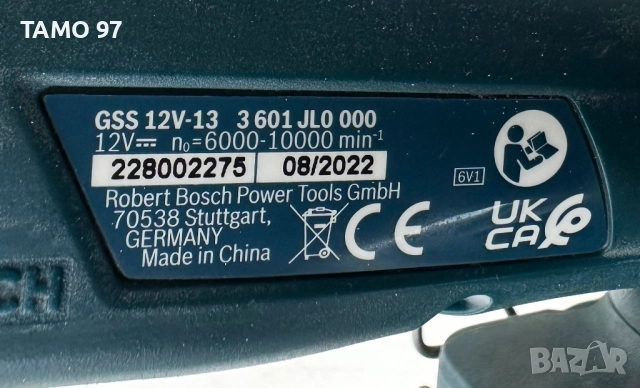 TAMO 97
GSS 12V-13 3 601 JL0 000
12V⎓ n₀=6000-10000 min⁻¹
228002275 08/2022
Robert Bosch Power Tools GmbH
70538 Stuttgart,
GERMANY
Made in China
6V1
CE
UK
CA
CH
BAZAR